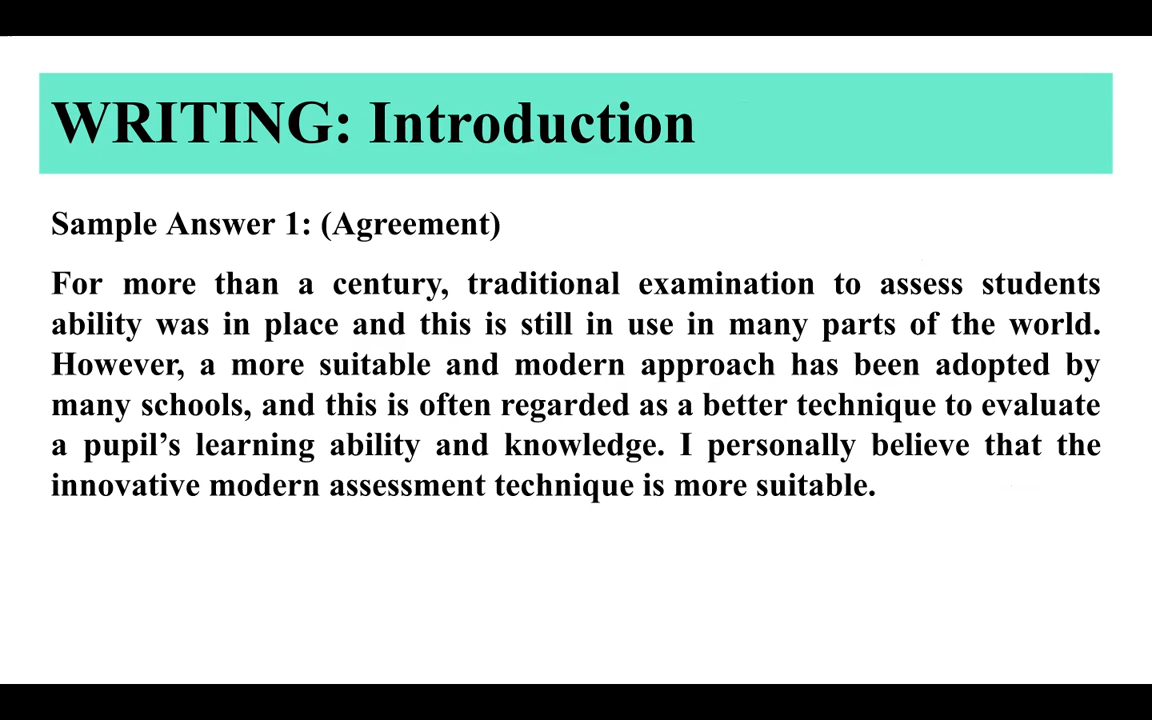 WRITING: Introduction
Sample Answer 1: (Agreement)
For more than a century, traditional examination to assess students
ability was in place and this is still in use in many parts of the world.
However, a more suitable and modern approach has been adopted by
many schools, and this is often regarded as a better technique to evaluate
a pupil’s learning ability and knowledge. I personally believe that the
innovative modern assessment technique is more suitable.